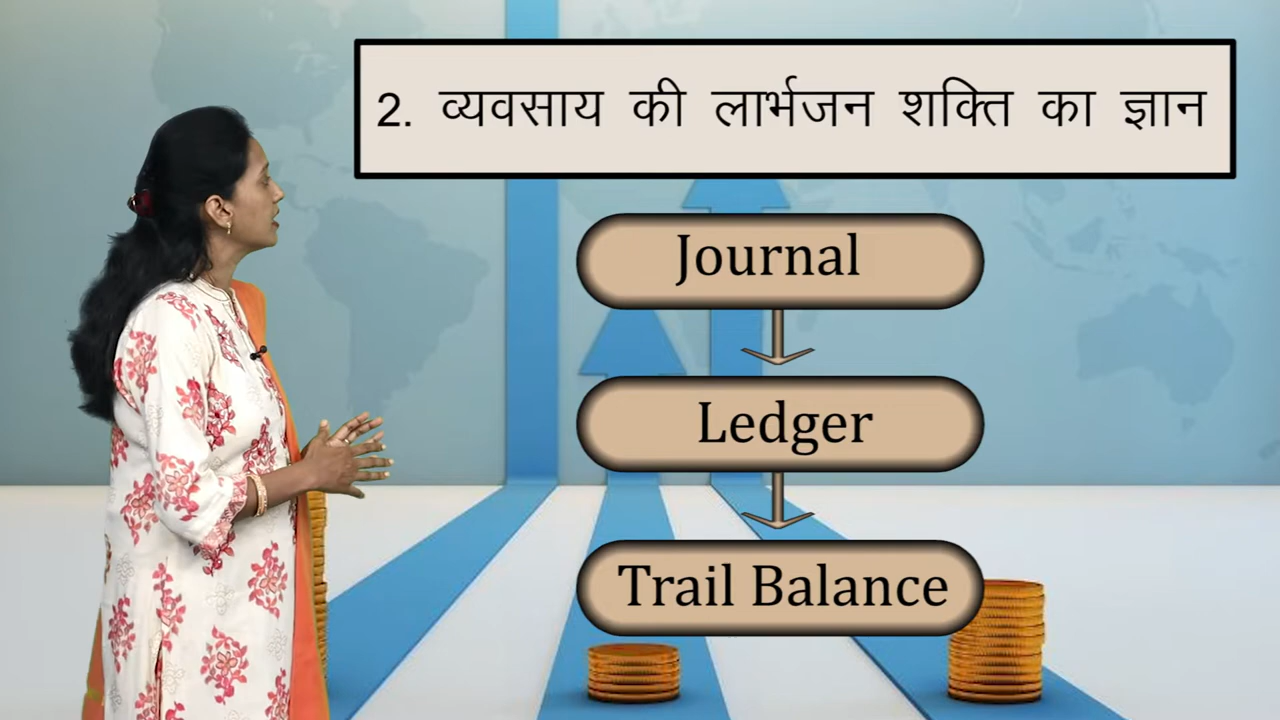 2. व्यवसाय की लार्भजन शक्ति का ज्ञान
Journal
Ledger
Trail Balance